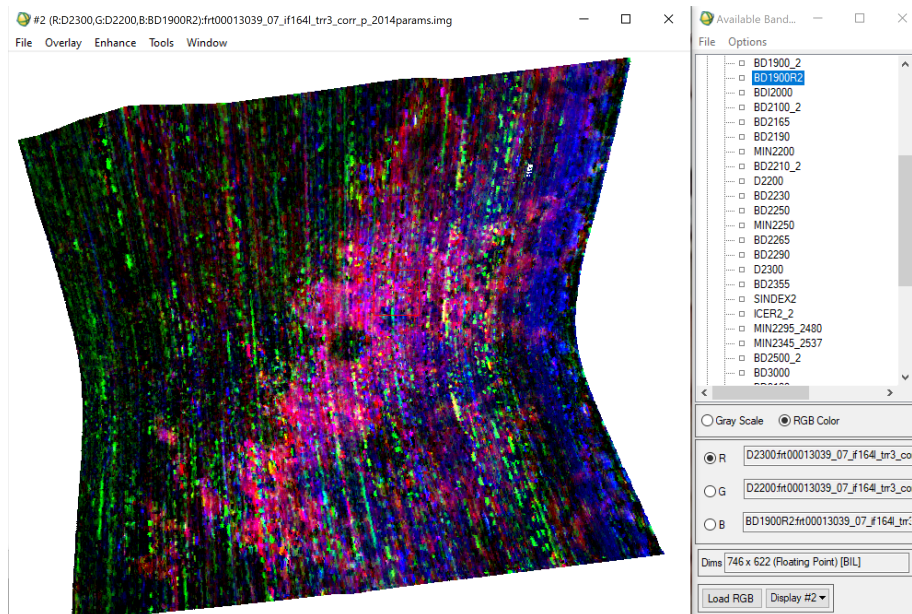 #2 (R:D2300,G:D2200,B:BD1900R2):frt00013039_07_if164l_trr3_corr_p_2014params.img
File Overlay Enhance Tools Window
Available Band...
File Options
BD1900_2
BD1900R2
BDI2000
BD2100_2
BD2165
BD2190
MIN2200
BD2210_2
D2200
BD2230
BD2250
MIN2250
BD2265
BD2290
D2300
BD2355
SINDEX2
ICER2_2
MIN2295_2480
MIN2345_2537
BD2500_2
BD3000
Gray Scale RGB Color
R D2300:frt00013039_07_if164l_trr3_co
G D2200:frt00013039_07_if164l_trr3_co
B BD1900R2:frt00013039_07_if164l_trr3
Dims 746 x 622 (Floating Point) [BIL]
Load RGB Display #2